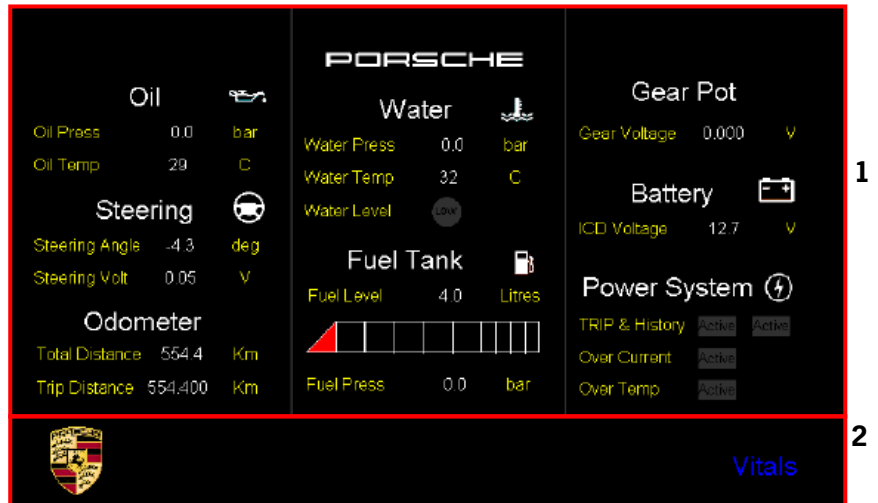 PORSCHE
Oil
Oil Press 0.0 bar
Oil Temp 29 C
Steering
Steering Angle -4.3 deg
Steering Volt 0.05 V
Odometer
Total Distance 554.4 Km
Trip Distance 554.400 Km
Water
Water Press 0.0 bar
Water Temp 32 C
Water Level LOW
Fuel Tank
Fuel Level 4.0 Litres
Fuel Press 0.0 bar
Gear Pot
Gear Voltage 0.000 V
Battery
ICD Voltage 12.7 V
Power System
TRIP & History Active Active
Over Current Active
Over Temp Active
1
Vitals
2